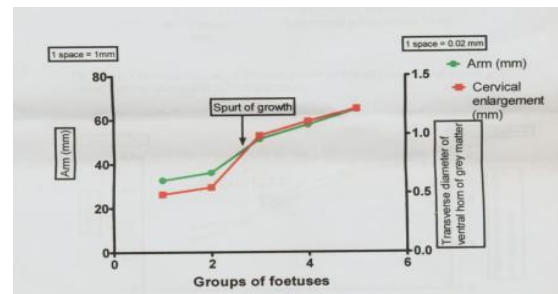 1 space = 1mm
1 space = 0.02 mm
Arm (mm)
Cervical
enlargement
(mm)
80
60
40
20
0
Arm (mm)
Spurt of growth
1.5
1.0
0.5
0.0
Transverse diameter of
ventral horn of grey matter
0
2
4
6
Groups of foetuses